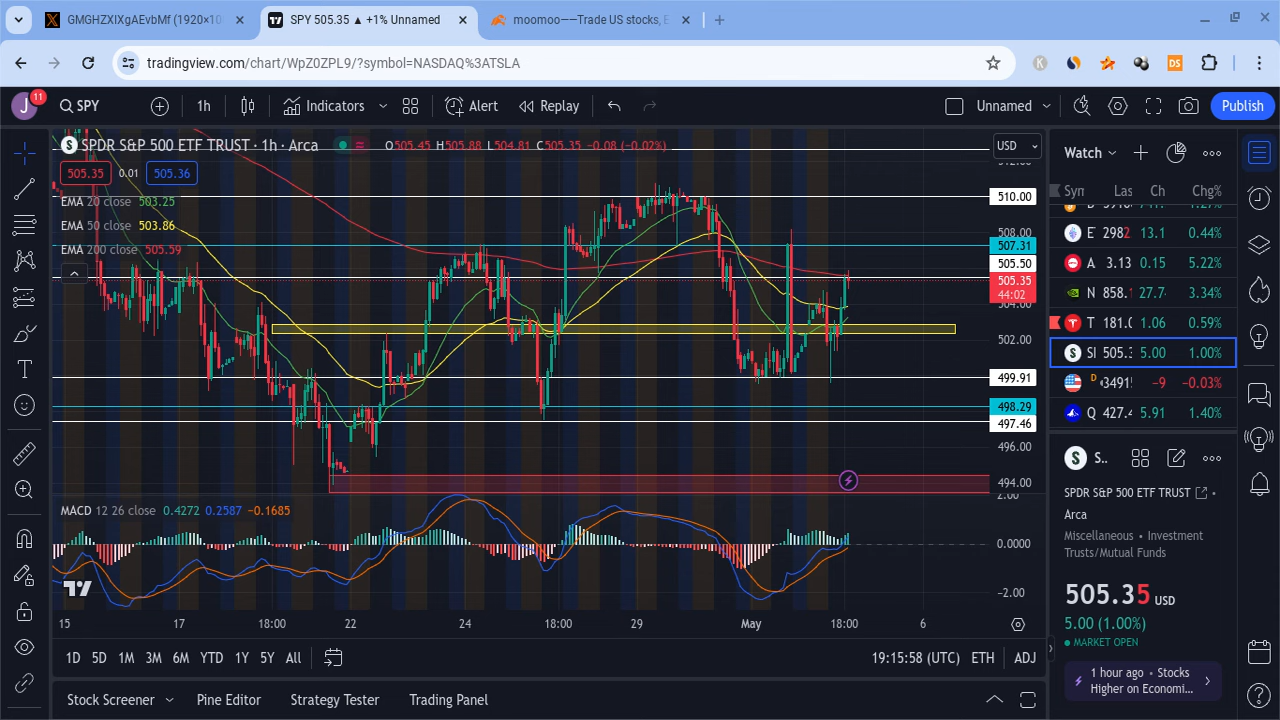 GMGHZXIXgAEvbMf (1920×10
SPY 505.35 ▲ +1% Unnamed
moomoo——Trade US stocks, E
tradingview.com/chart/WpZ0ZPL9/?symbol=NASDAQ%3ATSLA
K
DS
J
11
SPY
1h
Indicators
Alert
Replay
Unnamed
Publish
SPDR S&P 500 ETF TRUST · 1h · Arca
O505.45 H505.88 L504.81 C505.35 −0.08 (−0.02%)
USD
505.35 0.01 505.36
EMA 20 close 503.25
EMA 50 close 503.86
EMA 200 close 505.59
510.00
508.00
507.31
505.50
505.35
44:02
504.00
502.00
499.91
498.29
497.46
496.00
494.00
2.00
MACD 12 26 close 0.4272 0.2587 −0.1685
0.0000
−2.00
15 17 18:00 22 24 18:00 29 May 18:00 6
1D 5D 1M 3M 6M YTD 1Y 5Y All
19:15:58 (UTC) ETH ADJ
Stock Screener Pine Editor Strategy Tester Trading Panel
Watch
Syn Las Ch Chg%
E 298 13.1 0.44%
A 3.13 0.15 5.22%
N 858. 27.7 3.34%
T 181.0 1.06 0.59%
SI 505.3 5.00 1.00%
D 3491 −9 −0.03%
Q 427.4 5.91 1.40%
S S..
SPDR S&P 500 ETF TRUST •
Arca
Miscellaneous • Investment
Trusts/Mutual Funds
505.35 USD
5.00 (1.00%)
MARKET OPEN
1 hour ago • Stocks
Higher on Economi...